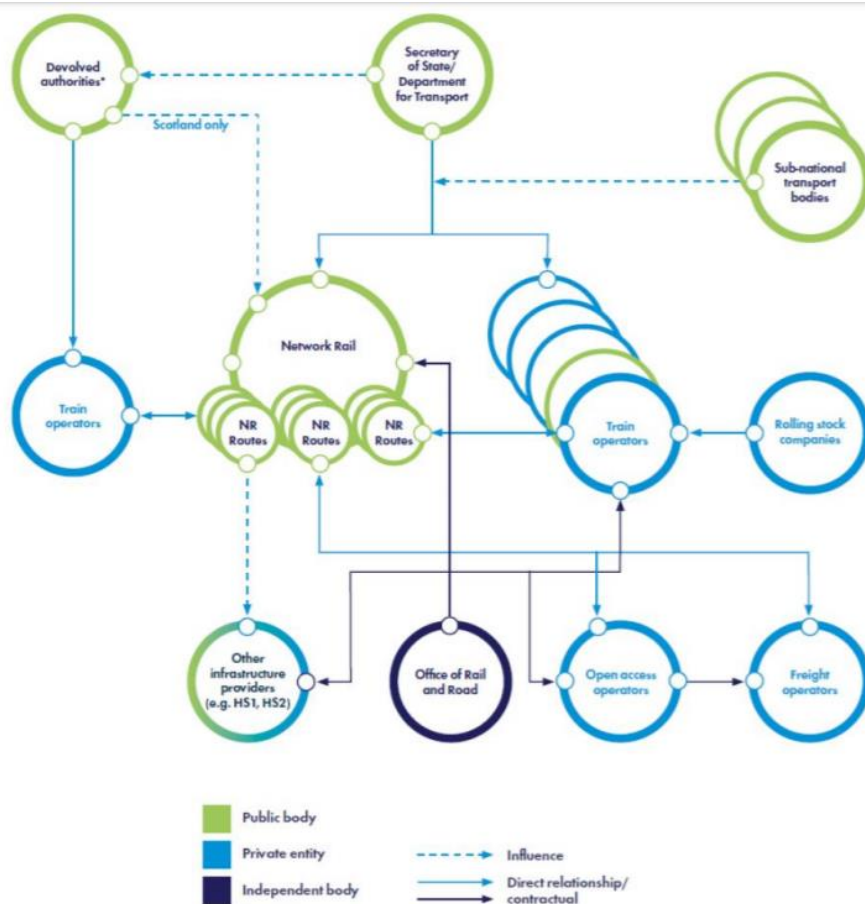 Devolved
authorities*
Secretary
of State/
Department
for Transport
Scotland only
Sub-national
transport
bodies
Network Rail
Train
operators
NR
Routes
NR
Routes
NR
Routes
Train
operators
Rolling stock
companies
Other
infrastructure
providers
(e.g. HS1, HS2)
Office of Rail
and Road
Open access
operators
Freight
operators
Public body
Private entity
Independent body
Influence
Direct relationship/
contractual